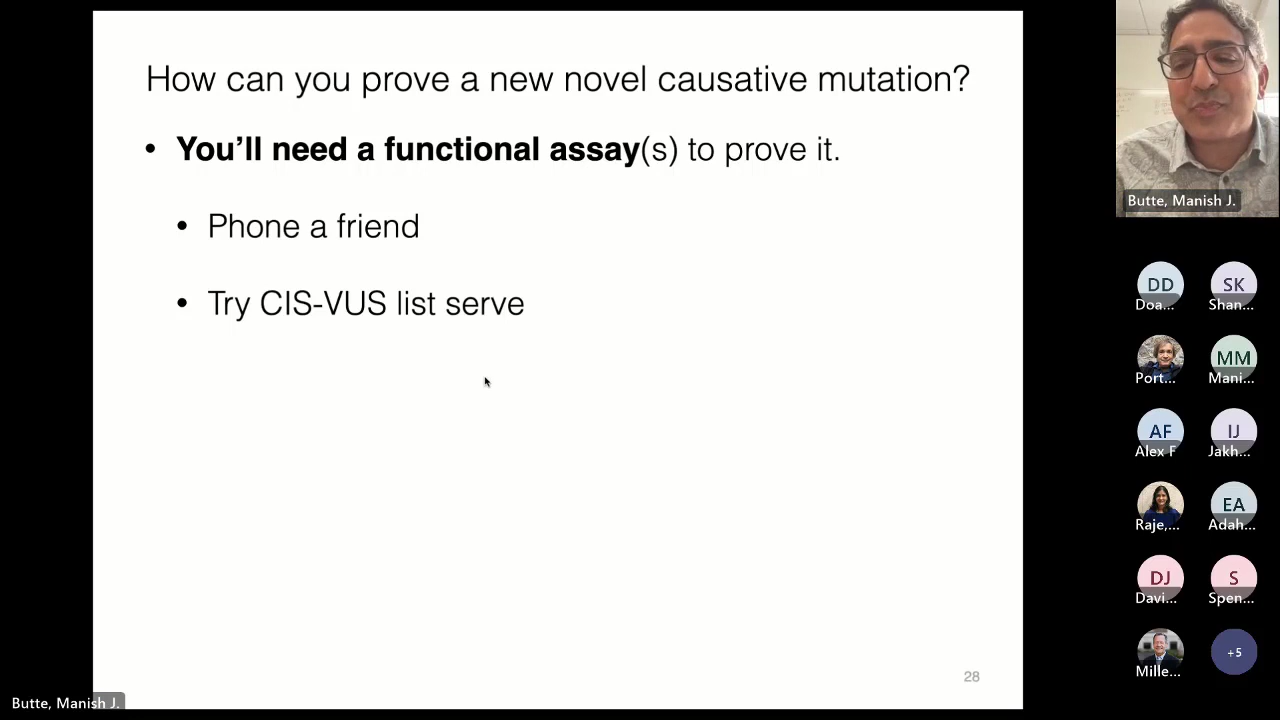 How can you prove a new novel causative mutation?
• You'll need a functional assay(s) to prove it.
• Phone a friend
• Try CIS-VUS list serve
28
Butte, Manish J.
Butte, Manish J.
DD
Doa...
SK
Shan...
Port...
MM
Mani...
AF
Alex F
IJ
Jakh...
Raje,...
EA
Adah...
DJ
Davi...
S
Spen...
Mille...
+5